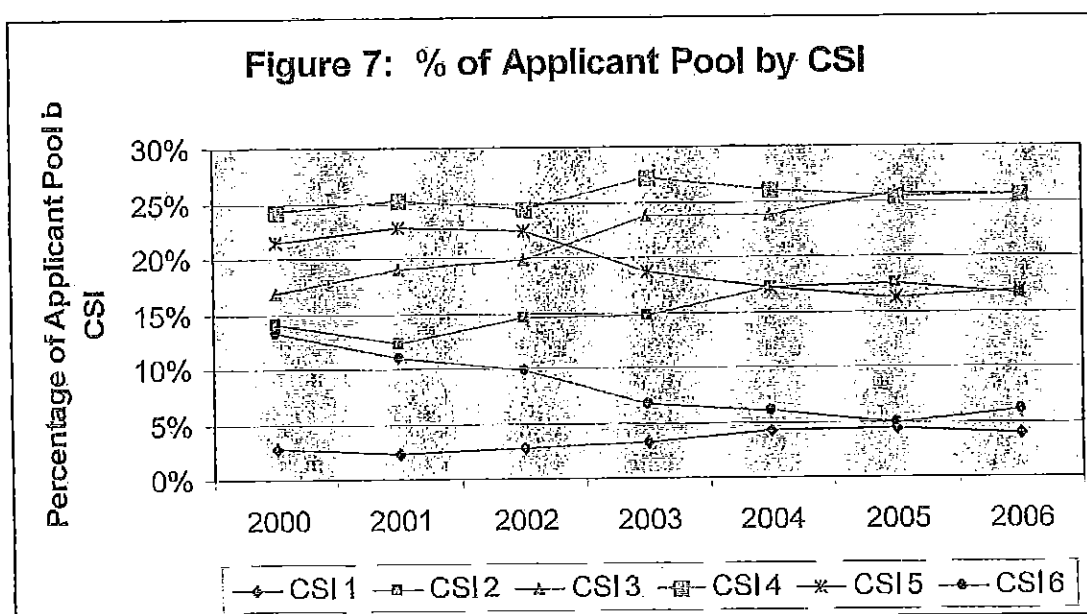 Figure 7: % of Applicant Pool by CSI
Percentage of Applicant Pool b
CSI
30%
25%
20%
15%
10%
5%
0%
2000 2001 2002 2003 2004 2005 2006
CSI 1 CSI 2 CSI 3 CSI 4 CSI 5 CSI 6